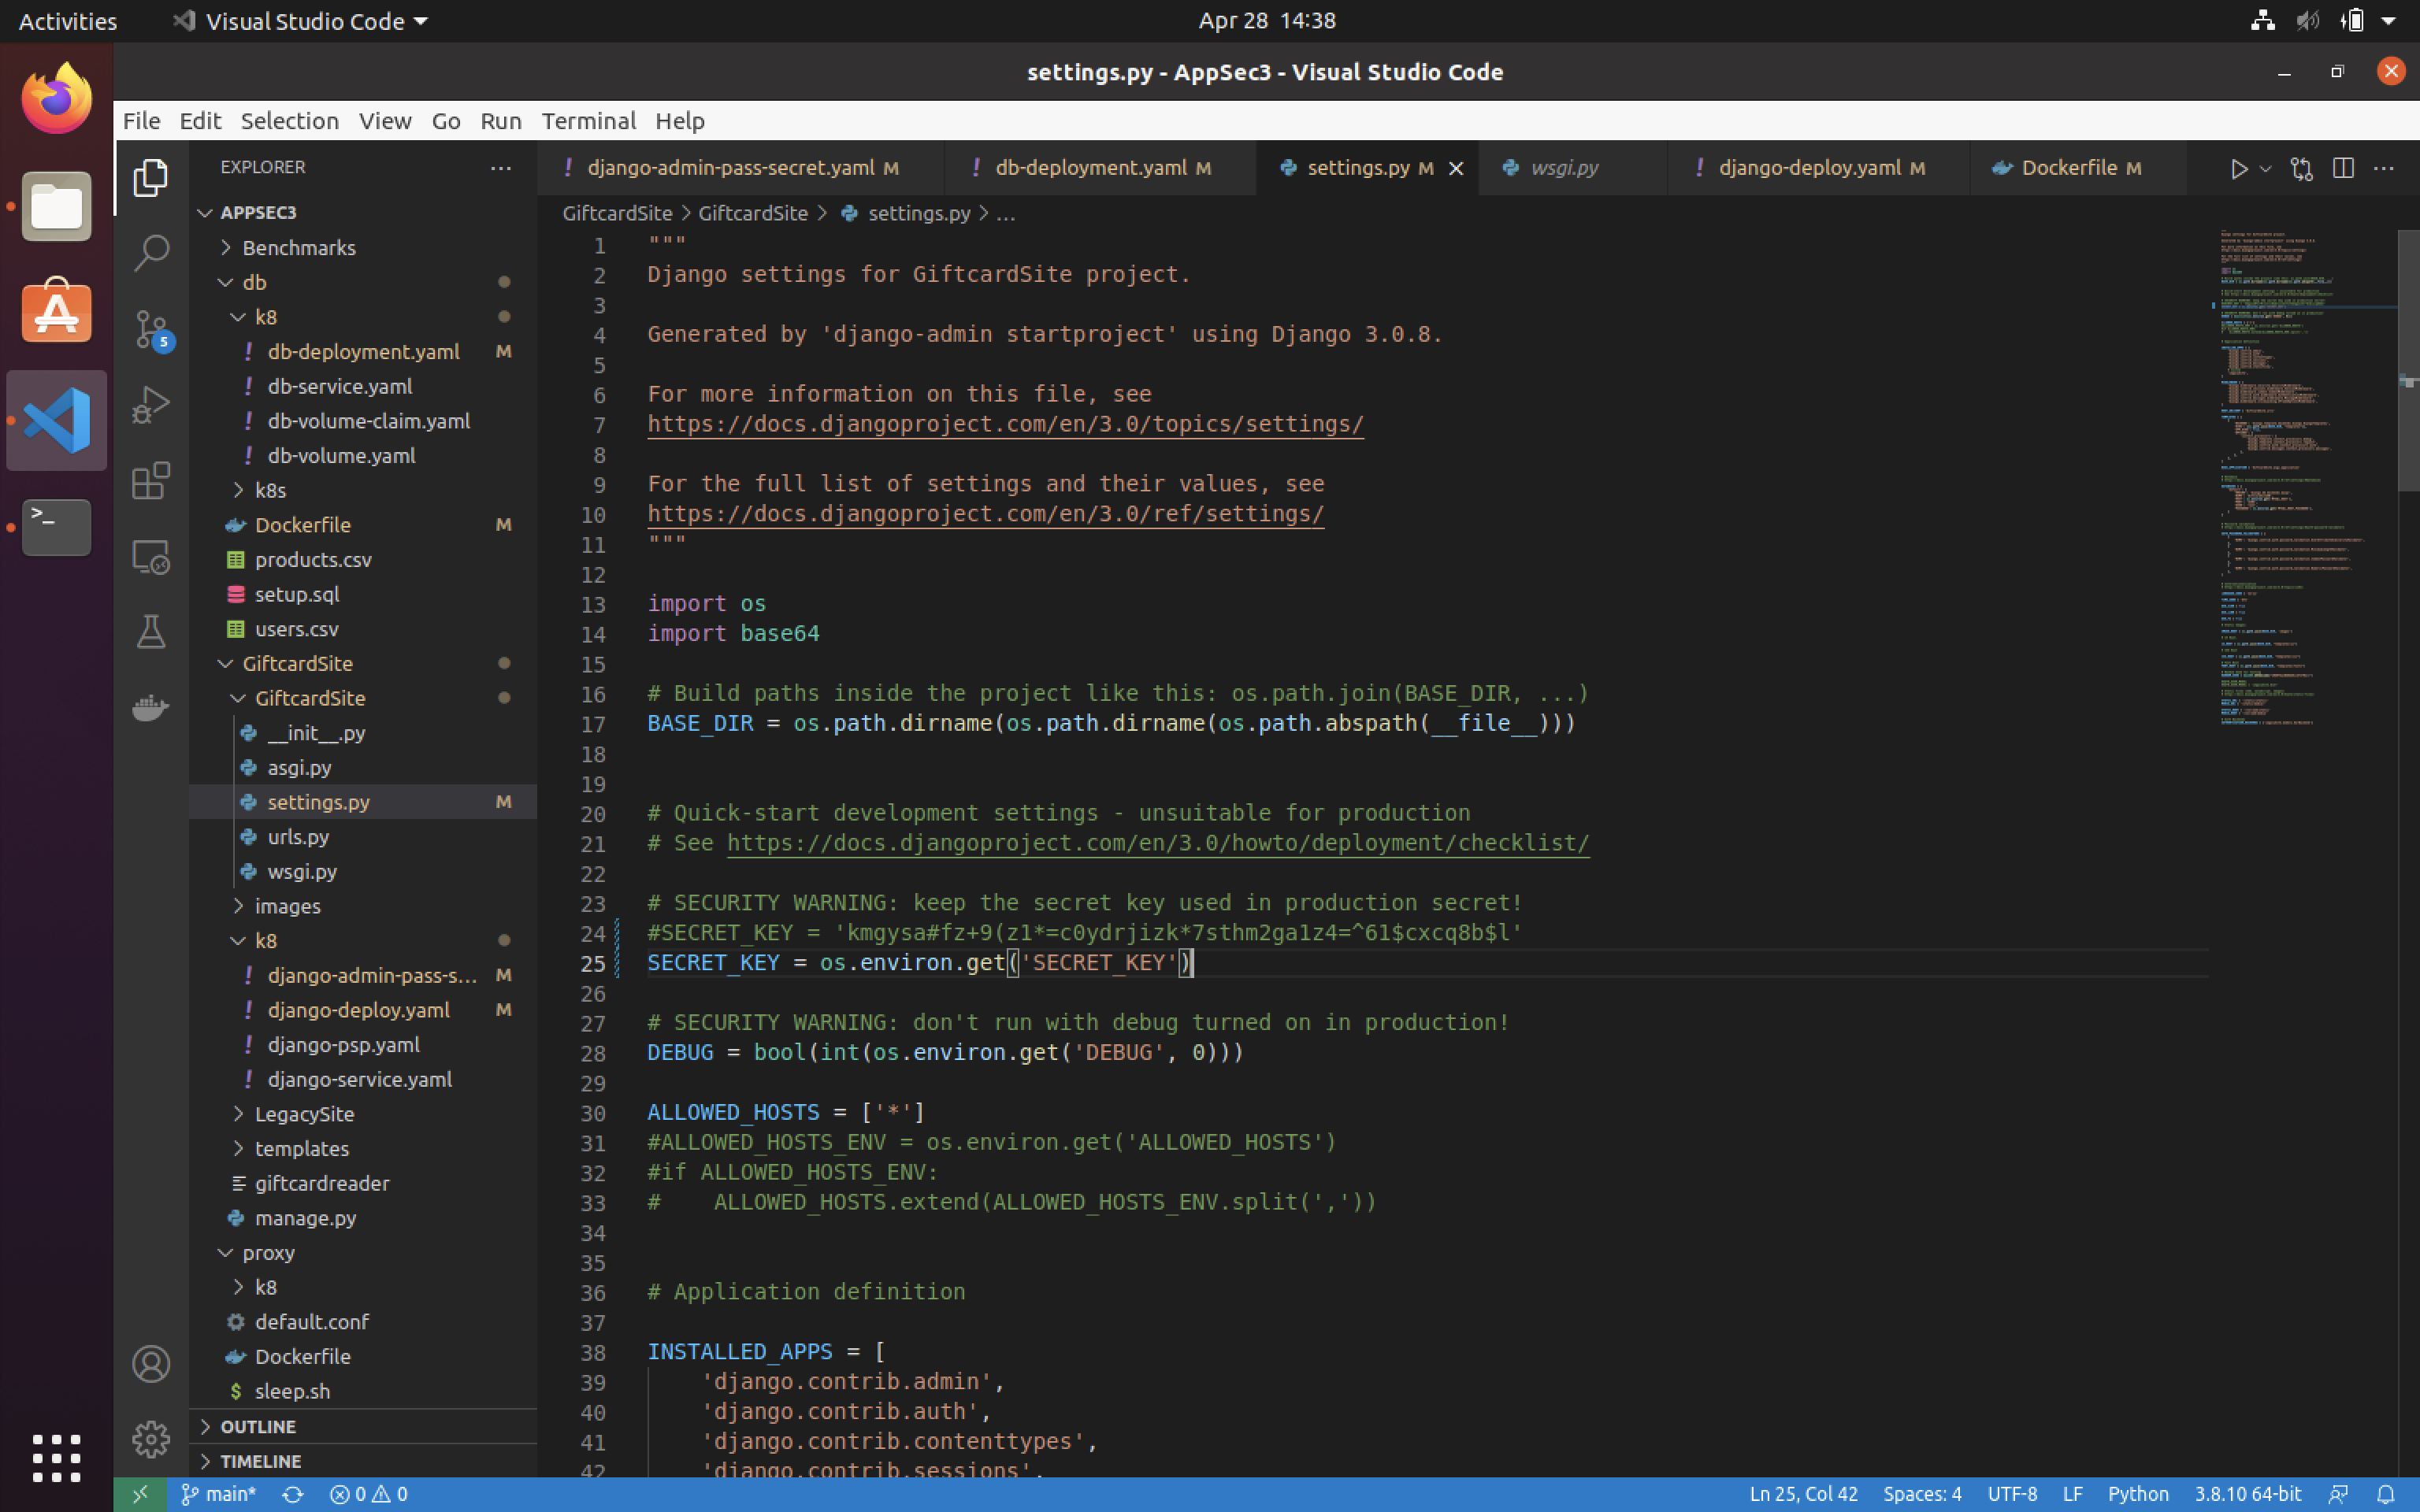 Activities
Visual Studio Code
Apr 28 14:38
settings.py - AppSec3 - Visual Studio Code
File Edit Selection View Go Run Terminal Help
EXPLORER
APPSEC3
Benchmarks
db
k8
db-deployment.yaml M
db-service.yaml
db-volume-claim.yaml
db-volume.yaml
k8s
Dockerfile M
products.csv
setup.sql
users.csv
GiftcardSite
GiftcardSite
__init__.py
asgi.py
settings.py M
urls.py
wsgi.py
images
k8
django-admin-pass-s... M
django-deploy.yaml M
django-psp.yaml
django-service.yaml
LegacySite
templates
giftcardreader
manage.py
proxy
k8
default.conf
Dockerfile
sleep.sh
OUTLINE
TIMELINE
5
django-admin-pass-secret.yaml M
db-deployment.yaml M
settings.py M
wsgi.py
django-deploy.yaml M
Dockerfile M
GiftcardSite > GiftcardSite > settings.py > ...
1 """
2 Django settings for GiftcardSite project.
3
4 Generated by 'django-admin startproject' using Django 3.0.8.
5
6 For more information on this file, see
7 https://docs.djangoproject.com/en/3.0/topics/settings/
8
9 For the full list of settings and their values, see
10 https://docs.djangoproject.com/en/3.0/ref/settings/
11 """
12
13 import os
14 import base64
15
16 # Build paths inside the project like this: os.path.join(BASE_DIR, ...)
17 BASE_DIR = os.path.dirname(os.path.dirname(os.path.abspath(__file__)))
18
19
20 # Quick-start development settings - unsuitable for production
21 # See https://docs.djangoproject.com/en/3.0/howto/deployment/checklist/
22
23 # SECURITY WARNING: keep the secret key used in production secret!
24 #SECRET_KEY = 'kmgysa#fz+9(z1*=c0ydrjizk*7sthm2ga1z4=^61$cxcq8b$l'
25 SECRET_KEY = os.environ.get('SECRET_KEY')
26
27 # SECURITY WARNING: don't run with debug turned on in production!
28 DEBUG = bool(int(os.environ.get('DEBUG', 0)))
29
30 ALLOWED_HOSTS = ['*']
31 #ALLOWED_HOSTS_ENV = os.environ.get('ALLOWED_HOSTS')
32 #if ALLOWED_HOSTS_ENV:
33 #    ALLOWED_HOSTS.extend(ALLOWED_HOSTS_ENV.split(','))
34
35
36 # Application definition
37
38 INSTALLED_APPS = [
39     'django.contrib.admin',
40     'django.contrib.auth',
41     'django.contrib.contenttypes',
42     'django.contrib.sessions',
main* 0 0
Ln 25, Col 42 Spaces: 4 UTF-8 LF Python 3.8.10 64-bit